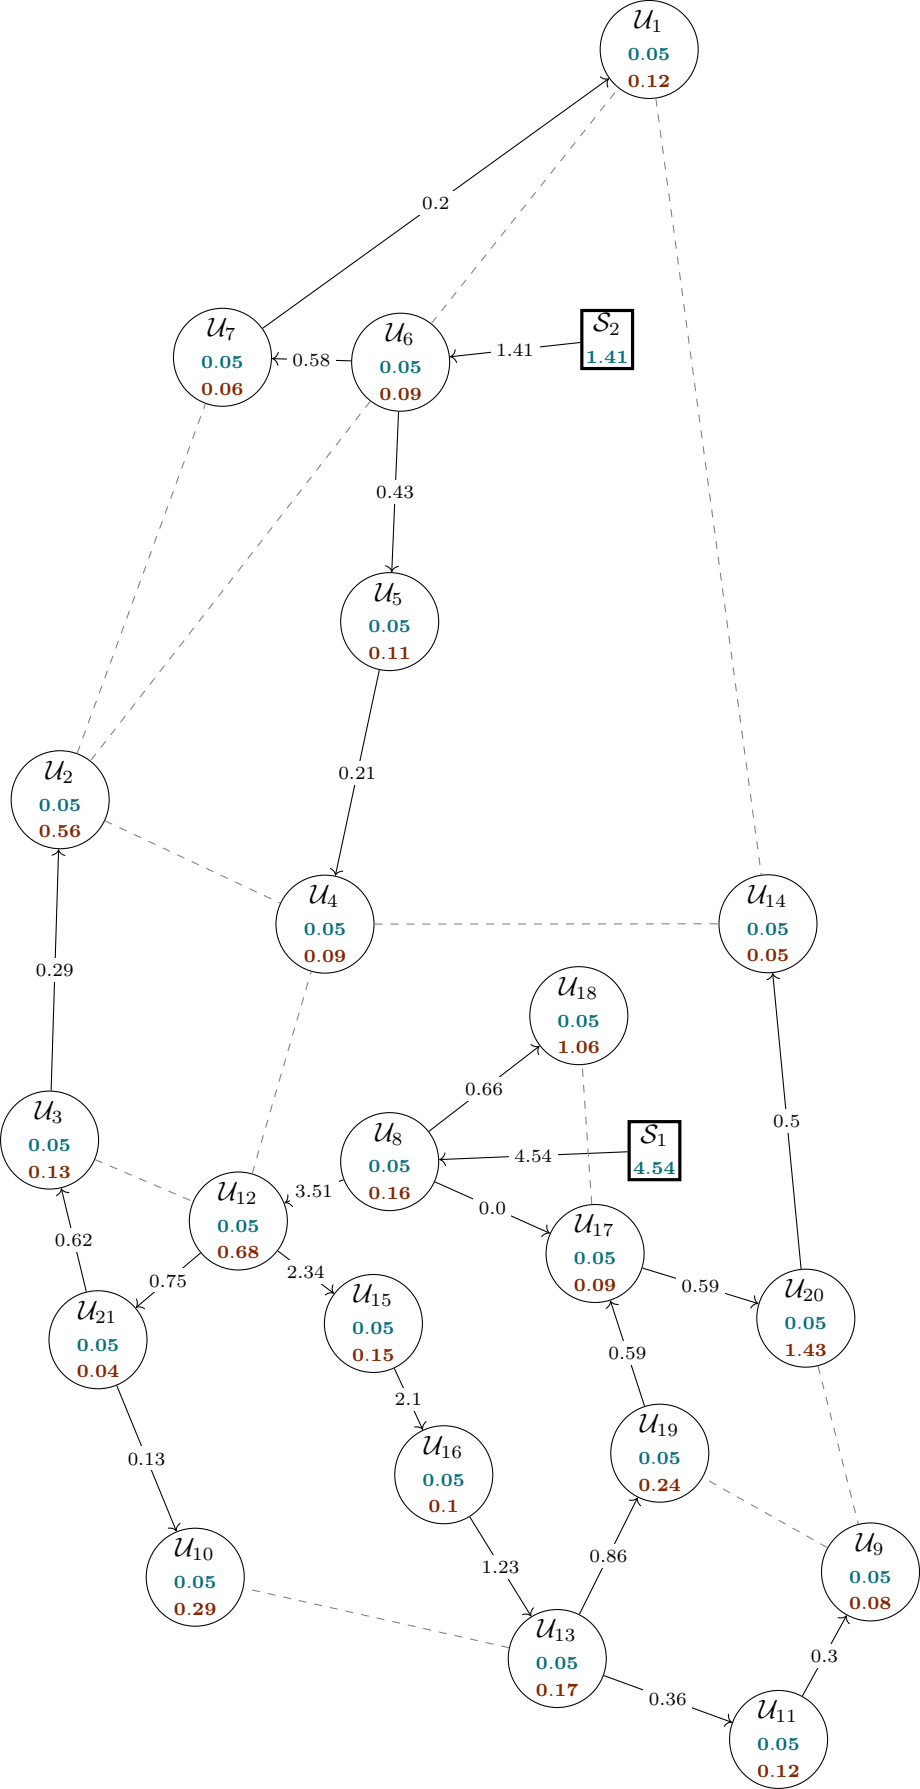 𝒰₁
0.05
0.12
0.2
𝒰₇
0.05
0.06
0.58
𝒰₆
0.05
0.09
1.41
𝒮₂
1.41
0.43
𝒰₅
0.05
0.11
0.21
𝒰₂
0.05
0.56
𝒰₄
0.05
0.09
𝒰₁₄
0.05
0.05
0.29
𝒰₁₈
0.05
1.06
0.66
0.5
𝒰₃
0.05
0.13
𝒰₈
0.05
0.16
4.54
𝒮₁
4.54
𝒰₁₂
0.05
0.68
3.51
0.0
𝒰₁₇
0.05
0.09
0.62
0.75
2.34
0.59
𝒰₂₁
0.05
0.04
𝒰₁₅
0.05
0.15
𝒰₂₀
0.05
1.43
0.59
2.1
0.13
𝒰₁₆
0.05
0.1
𝒰₁₉
0.05
0.24
𝒰₁₀
0.05
0.29
1.23
0.86
𝒰₉
0.05
0.08
𝒰₁₃
0.05
0.17
0.3
0.36
𝒰₁₁
0.05
0.12